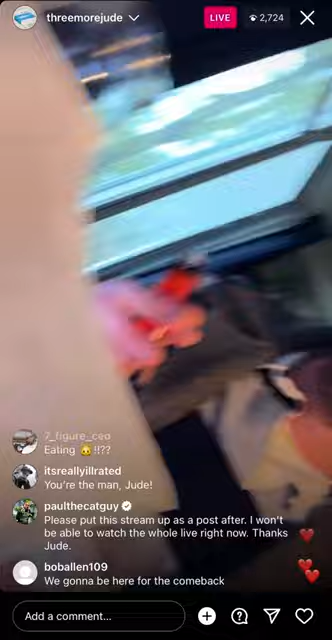 threemorejude
LIVE
2,724
7_figure_ceo
Eating 💩!!??
itsreallyillrated
You're the man, Jude!
paulthecatguy
Please put this stream up as a post after. I won't
be able to watch the whole live right now. Thanks
Jude.
boballen109
We gonna be here for the comeback
Add a comment...